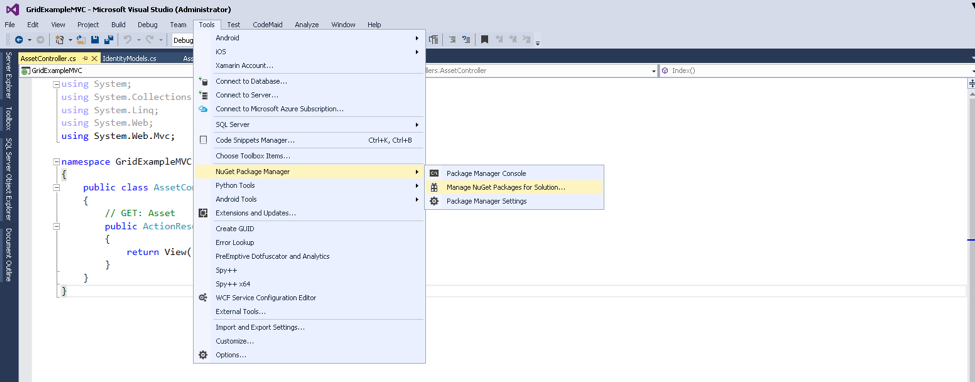 GridExampleMVC - Microsoft Visual Studio (Administrator)
File Edit View Project Build Debug Team Tools Test CodeMaid Analyze Window Help
Debug
AssetController.cs IdentityModels.cs
GridExampleMVC
llers.AssetController
Index()
Server Explorer
Toolbox
SQL Server Object Explorer
Document Outline
using System;
using System.Collections
using System.Linq;
using System.Web;
using System.Web.Mvc;
namespace GridExampleMVC
{
public class AssetCon
{
// GET: Asset
public ActionResu
{
return View(
}
}
}
Android
iOS
Xamarin Account...
Connect to Database...
Connect to Server...
Connect to Microsoft Azure Subscription...
SQL Server
Code Snippets Manager... Ctrl+K, Ctrl+B
Choose Toolbox Items...
NuGet Package Manager
Python Tools
Android Tools
Extensions and Updates...
Create GUID
Error Lookup
PreEmptive Dotfuscator and Analytics
Spy++
Spy++ x64
WCF Service Configuration Editor
External Tools...
Import and Export Settings...
Customize...
Options...
Package Manager Console
Manage NuGet Packages for Solution...
Package Manager Settings